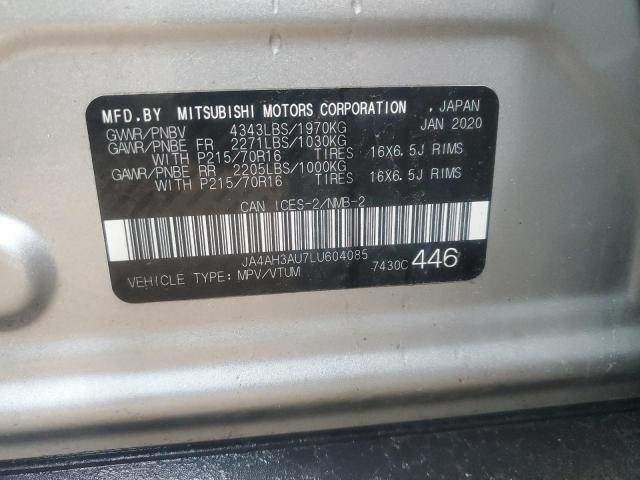 MFD.BY MITSUBISHI MOTORS CORPORATION , JAPAN
GVWR/PNBV 4343LBS/1970KG JAN 2020
GAWR/PNBE FR 2271LBS/1030KG
WITH P215/70R16 TIRES 16X6.5J RIMS
GAWR/PNBE RR 2205LBS/1000KG
WITH P215/70R16 TIRES 16X6.5J RIMS
CAN ICES-2/NMB-2
JA4AH3AU7LU604085
VEHICLE TYPE: MPV/VTUM 7430C 446